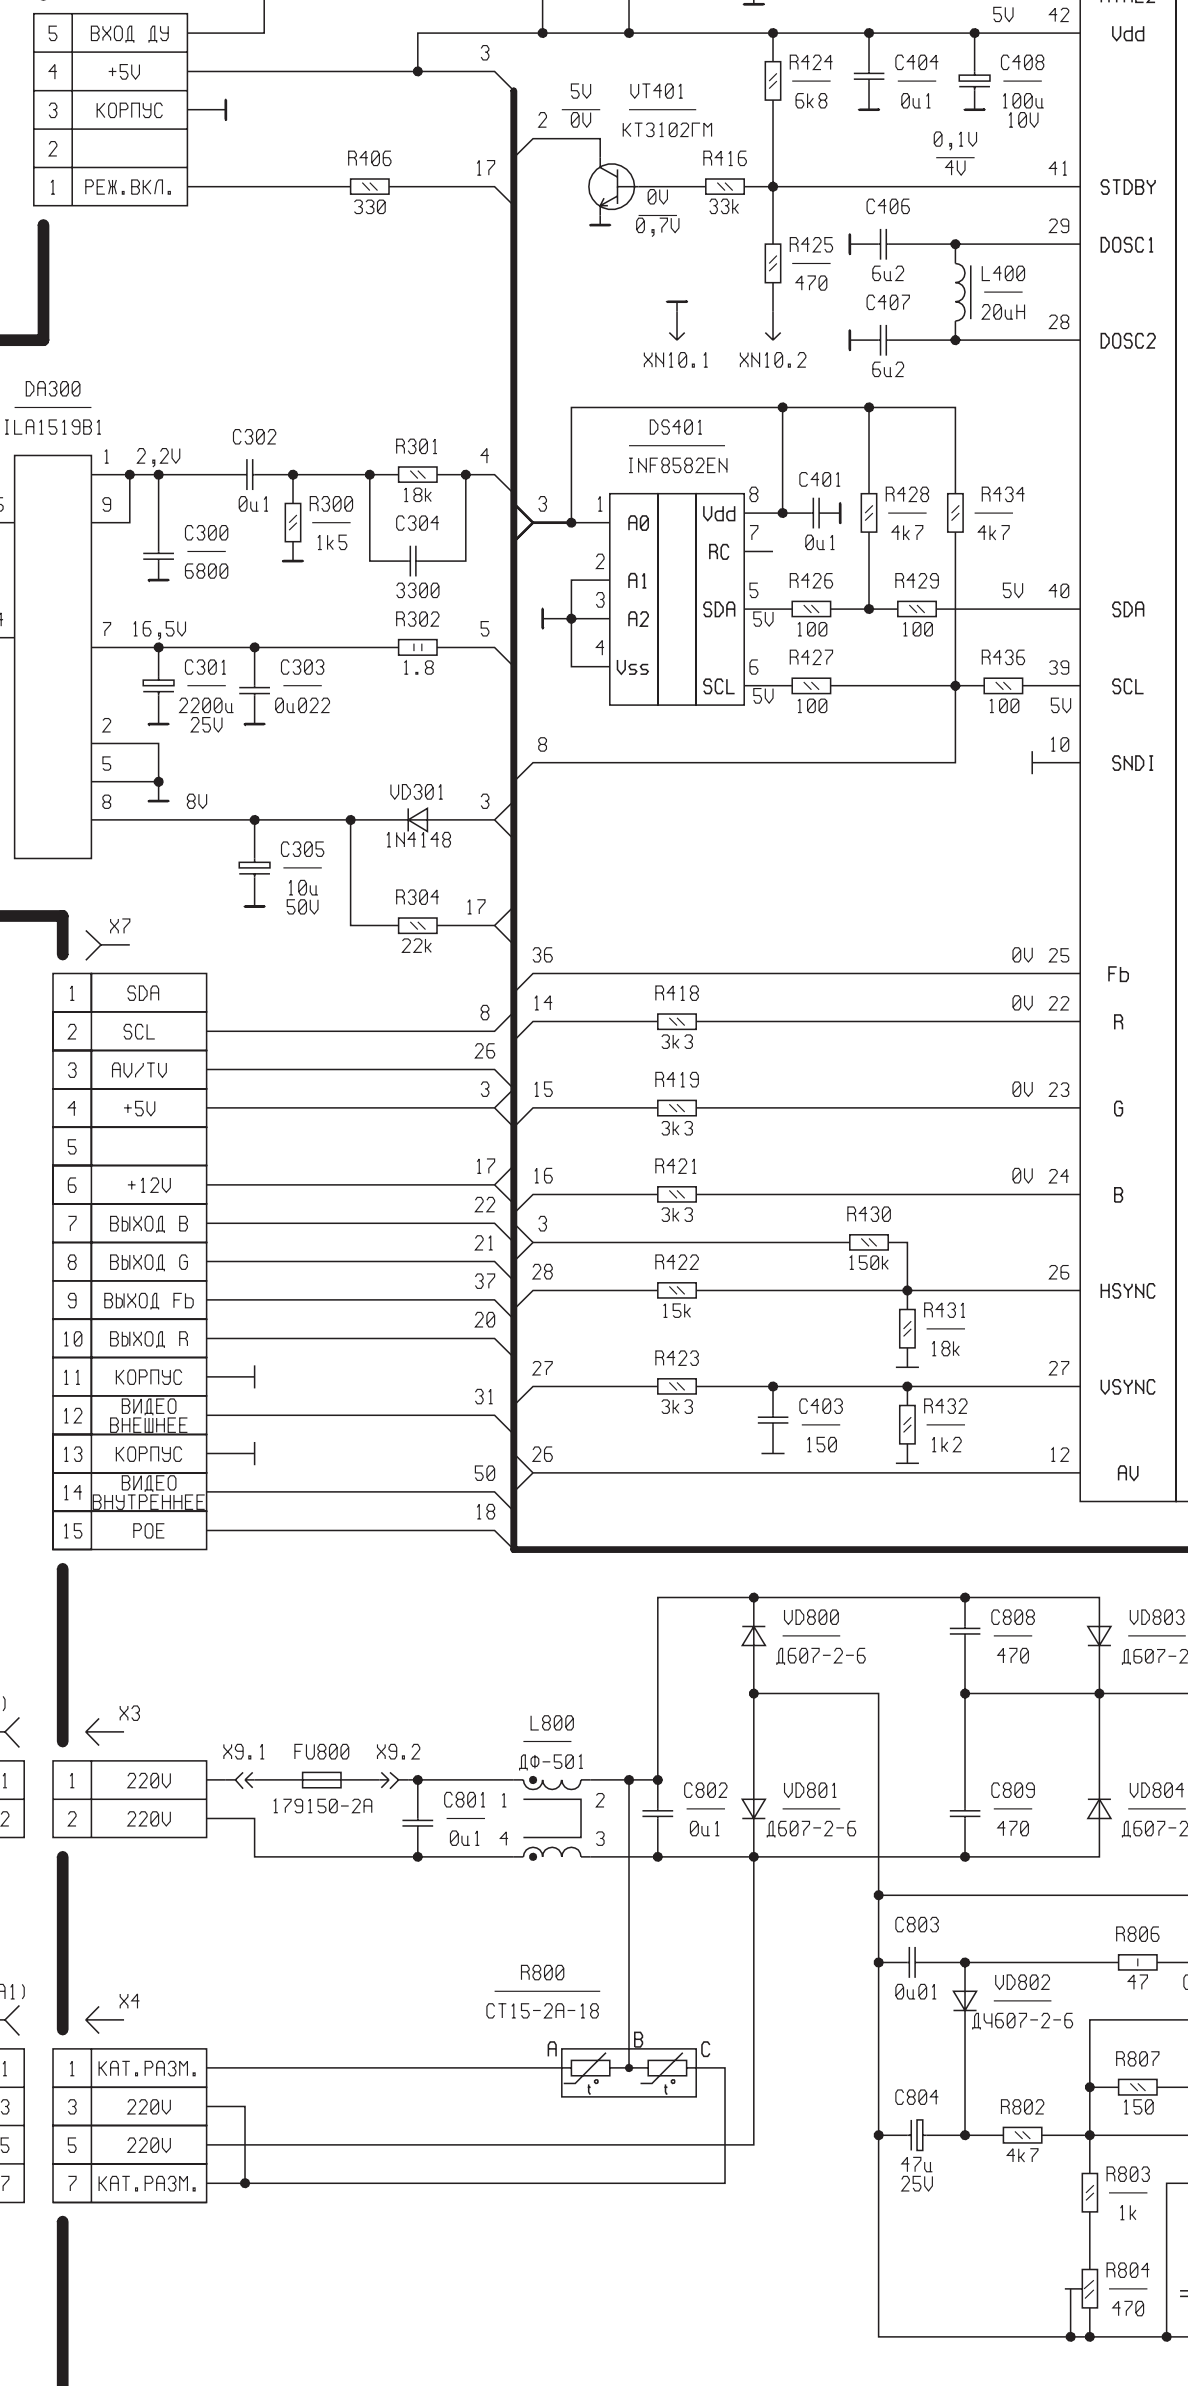 5V 42
5 ВХОД ДУ
Vdd
4 +5V
3
R424
6k8
C404
0u1
C408
100u
10V
3 КОРПУС
5V
0V
VT401
КТ3102ГМ
2
2
0,1V
4V
1 РЕЖ.ВКЛ.
R406
330
17
R416
33k
41
STDBY
0V
0,7V
C406
6u2
29
DOSC1
R425
470
L400
20uH
C407
6u2
28
DOSC2
XN10.1
XN10.2
DA300
ILA1519B1
DS401
INF8582EN
1
2,2V
C302
0u1
R301
18k
4
9
R300
1k5
C304
3300
C300
6800
3
1 A0
2 A1
3 A2
4 Vss
Vdd 8
RC 7
SDA 5
5V
SCL 6
5V
C401
0u1
R428
4k7
R434
4k7
R426
100
R429
100
5V 40
SDA
R427
100
R436
100
39
5V
SCL
7
16,5V
R302
1.8
5
C301
2200u
25V
C303
0u022
2
5
8
8V
VD301
1N4148
3
8
10
SNDI
C305
10u
50V
R304
22k
17
X7
1 SDA
2 SCL
8
3 AV/TV
26
4 +5V
3
5
6 +12V
17
7 ВЫХОД B
22
8 ВЫХОД G
21
9 ВЫХОД Fb
37
10 ВЫХОД R
20
11 КОРПУС
12 ВИДЕО
ВНЕШНЕЕ
31
13 КОРПУС
14 ВИДЕО
ВНУТРЕННЕЕ
50
15 POE
18
36
0V 25
Fb
14
R418
3k3
0V 22
R
15
R419
3k3
0V 23
G
16
R421
3k3
0V 24
B
3
R430
150k
28
R422
15k
26
HSYNC
R431
18k
27
R423
3k3
27
VSYNC
C403
150
R432
1k2
26
12
AV
VD800
Д607-2-6
C808
470
VD803
X3
L800
ДФ-501
X9.1
FU800
179150-2A
X9.2
1 220V
2 220V
1
2
C801
0u1
1
2
4
3
C802
0u1
VD801
Д607-2-6
C809
470
VD804
C803
0u01
R806
47
VD802
ДЧ607-2-6
R800
СТ15-2А-18
X4
A
B
C
t°
t°
1 КАТ.РАЗМ.
3 220V
5 220V
7 КАТ.РАЗМ.
1
3
5
7
R807
150
C804
47u
25V
R802
4k7
R803
1k
R804
470